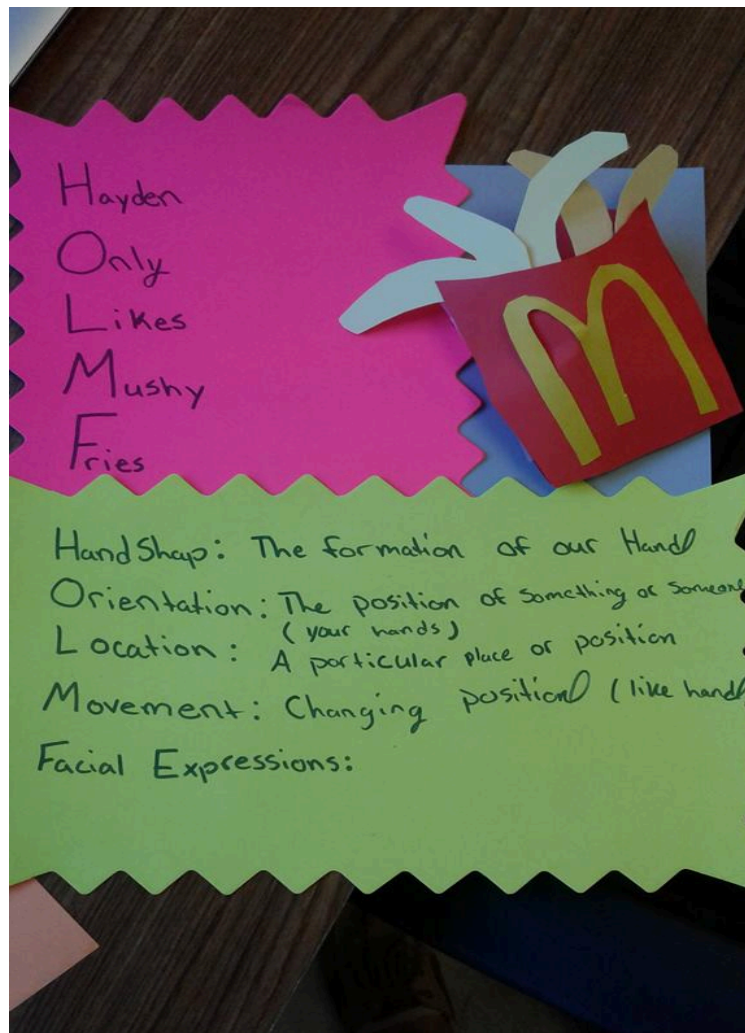 Hayden
Only
Likes
Mushy
Fries
M
HandShap: The formation of our Hand
Orientation: The position of something or someone
(your hands)
Location: A particular place or position
Movement: Changing position (like hand
Facial Expressions: